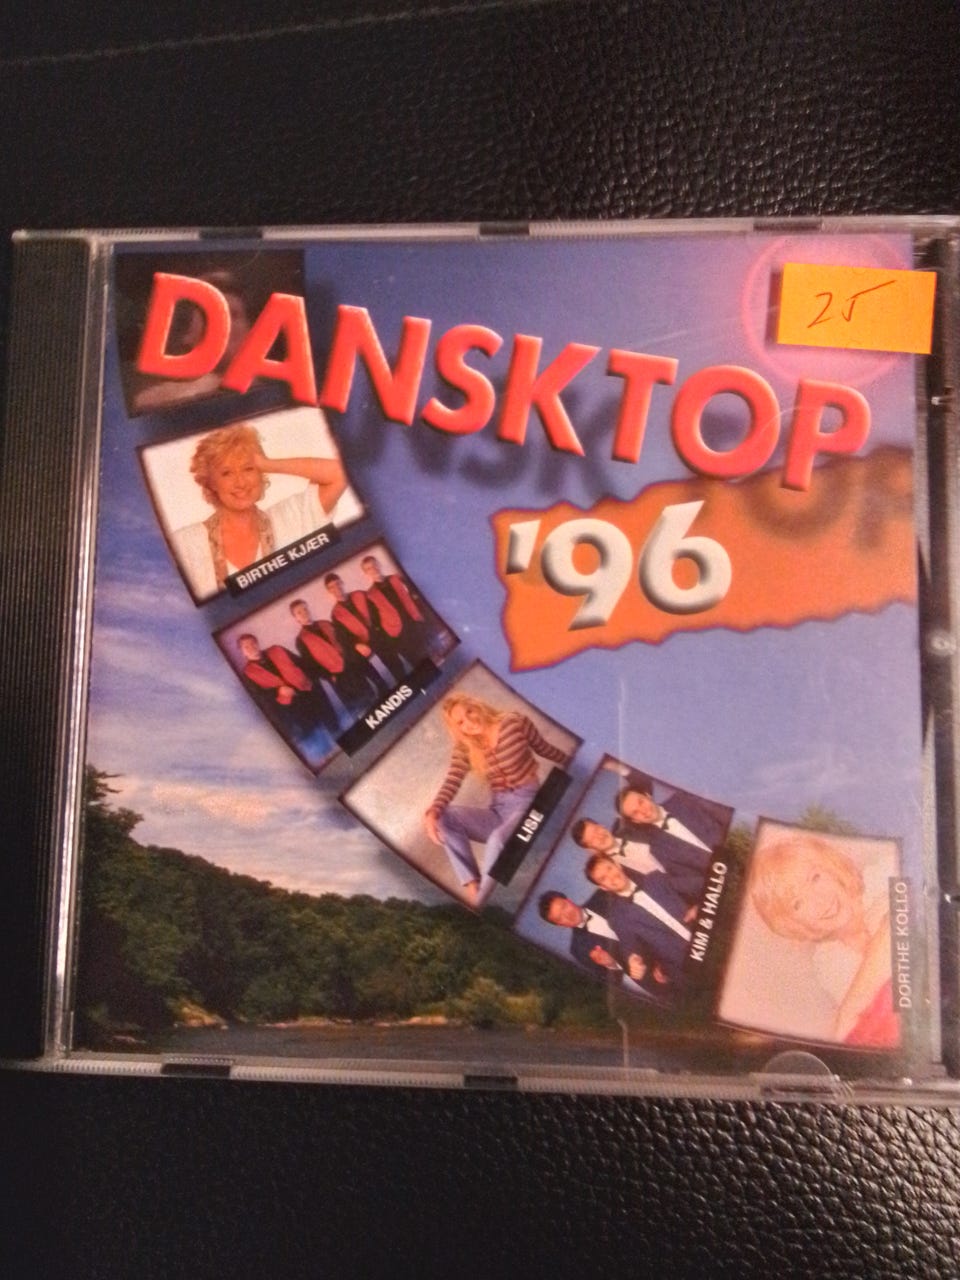 DANSKTOP
'96
25
BIRTHE KJÆR
KANDIS
LISE
KIM & HALLO
DORTHE KOLLO